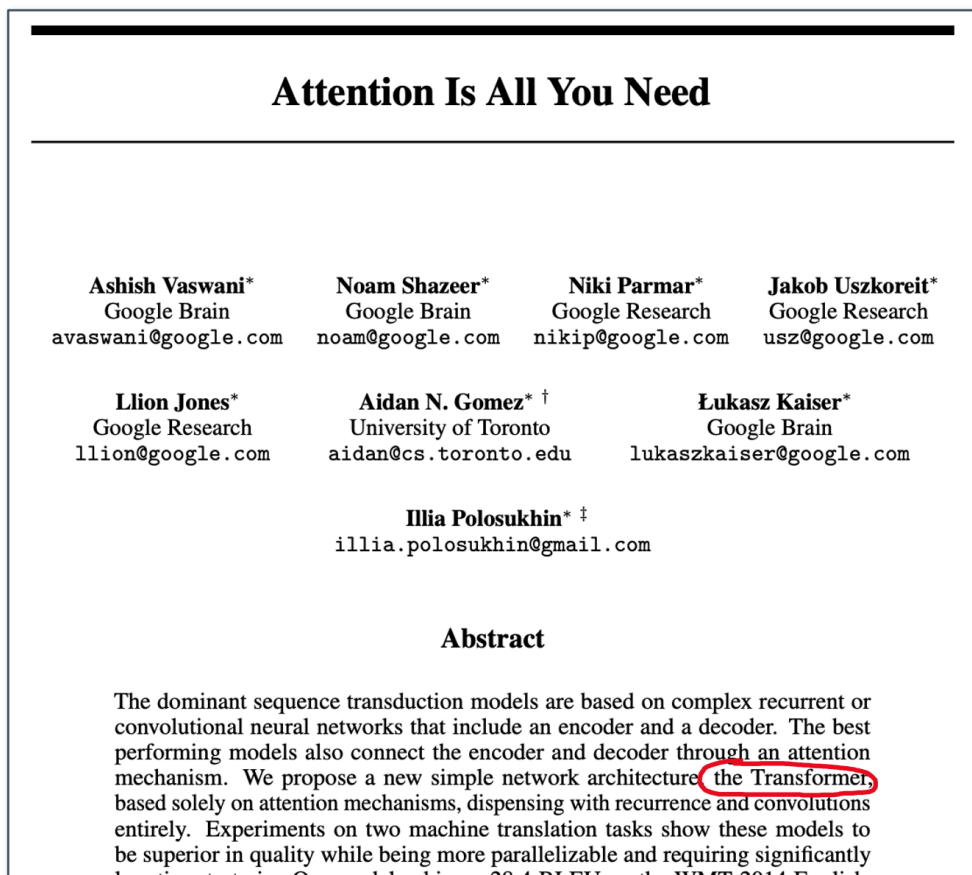 Attention Is All You Need
Ashish Vaswani* Noam Shazeer* Niki Parmar* Jakob Uszkoreit*
Google Brain Google Brain Google Research Google Research
avaswani@google.com noam@google.com nikip@google.com usz@google.com
Llion Jones* Aidan N. Gomez* † Łukasz Kaiser*
Google Research University of Toronto Google Brain
llion@google.com aidan@cs.toronto.edu lukaszkaiser@google.com
Illia Polosukhin* ‡
illia.polosukhin@gmail.com
Abstract
The dominant sequence transduction models are based on complex recurrent or
convolutional neural networks that include an encoder and a decoder. The best
performing models also connect the encoder and decoder through an attention
mechanism. We propose a new simple network architecture, the Transformer,
based solely on attention mechanisms, dispensing with recurrence and convolutions
entirely. Experiments on two machine translation tasks show these models to
be superior in quality while being more parallelizable and requiring significantly